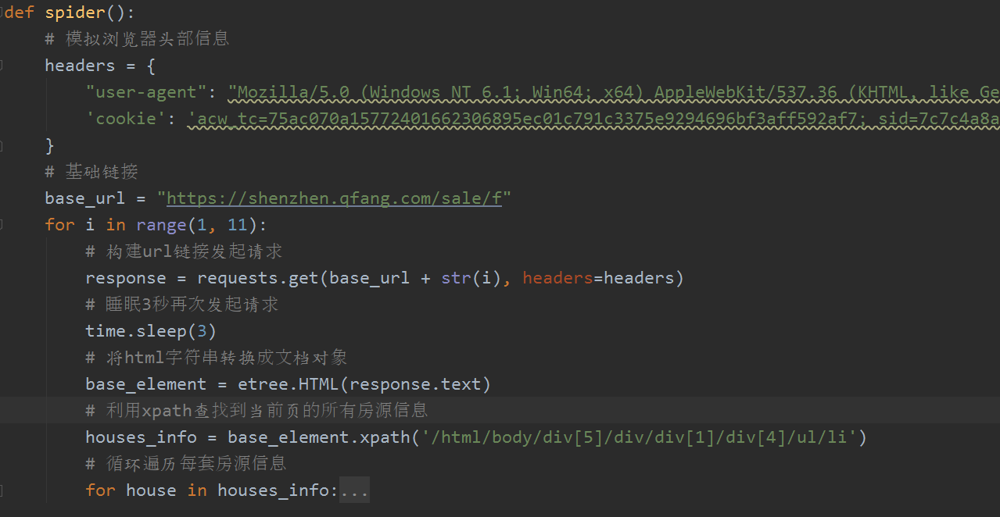 def spider():
# 模拟浏览器头部信息
headers = {
"user-agent": "Mozilla/5.0 (Windows NT 6.1; Win64; x64) AppleWebKit/537.36 (KHTML, like Ge
'cookie': 'acw_tc=75ac070a15772401662306895ec01c791c3375e9294696bf3aff592af7; sid=7c7c4a8a
}
# 基础链接
base_url = "https://shenzhen.qfang.com/sale/f"
for i in range(1, 11):
# 构建url链接发起请求
response = requests.get(base_url + str(i), headers=headers)
# 睡眠3秒再次发起请求
time.sleep(3)
# 将html字符串转换成文档对象
base_element = etree.HTML(response.text)
# 利用xpath查找到当前页的所有房源信息
houses_info = base_element.xpath('/html/body/div[5]/div/div[1]/div[4]/ul/li')
# 循环遍历每套房源信息
for house in houses_info:...